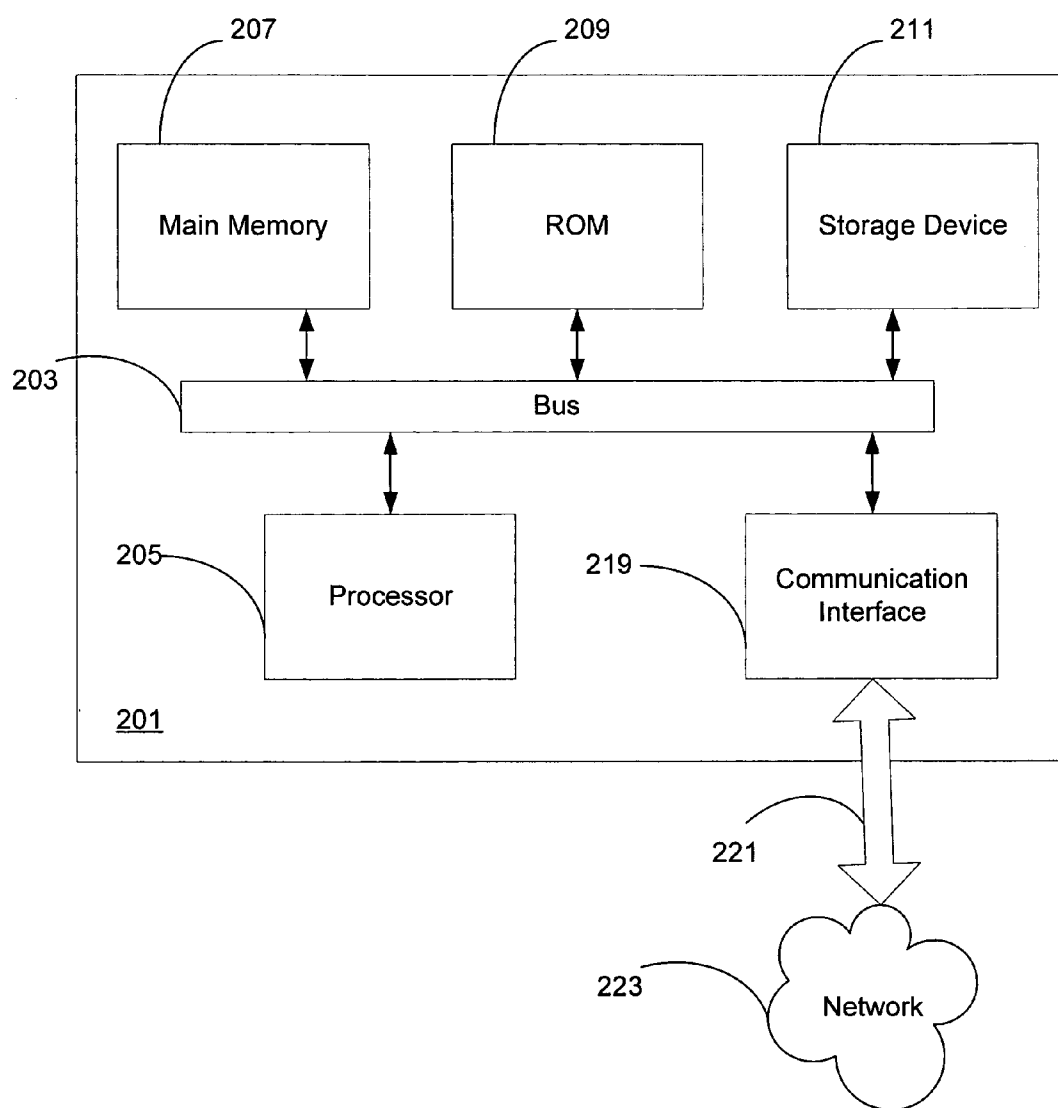 207
209
211
Main Memory
ROM
Storage Device
203
Bus
205
Processor
219
Communication
Interface
201
221
223
Network